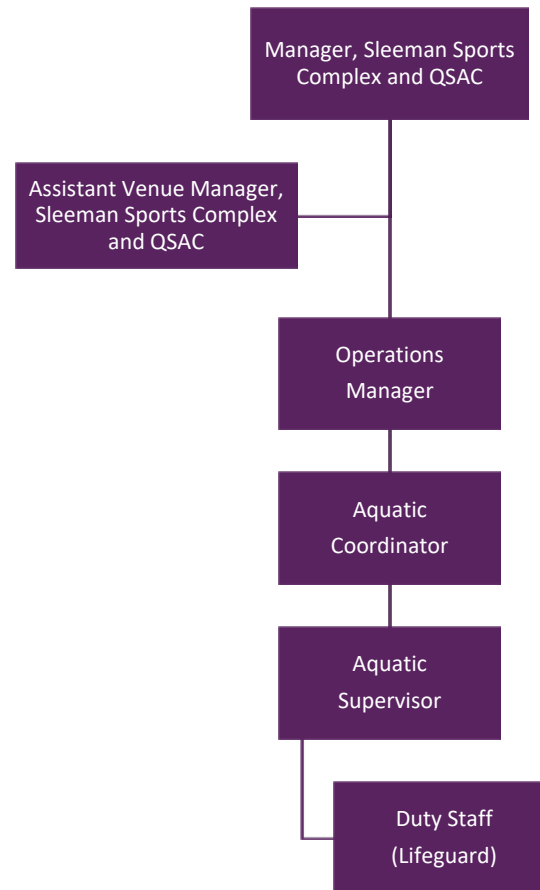 Manager, Sleeman Sports
Complex and QSAC
Assistant Venue Manager,
Sleeman Sports Complex
and QSAC
Operations
Manager
Aquatic
Coordinator
Aquatic
Supervisor
Duty Staff
(Lifeguard)